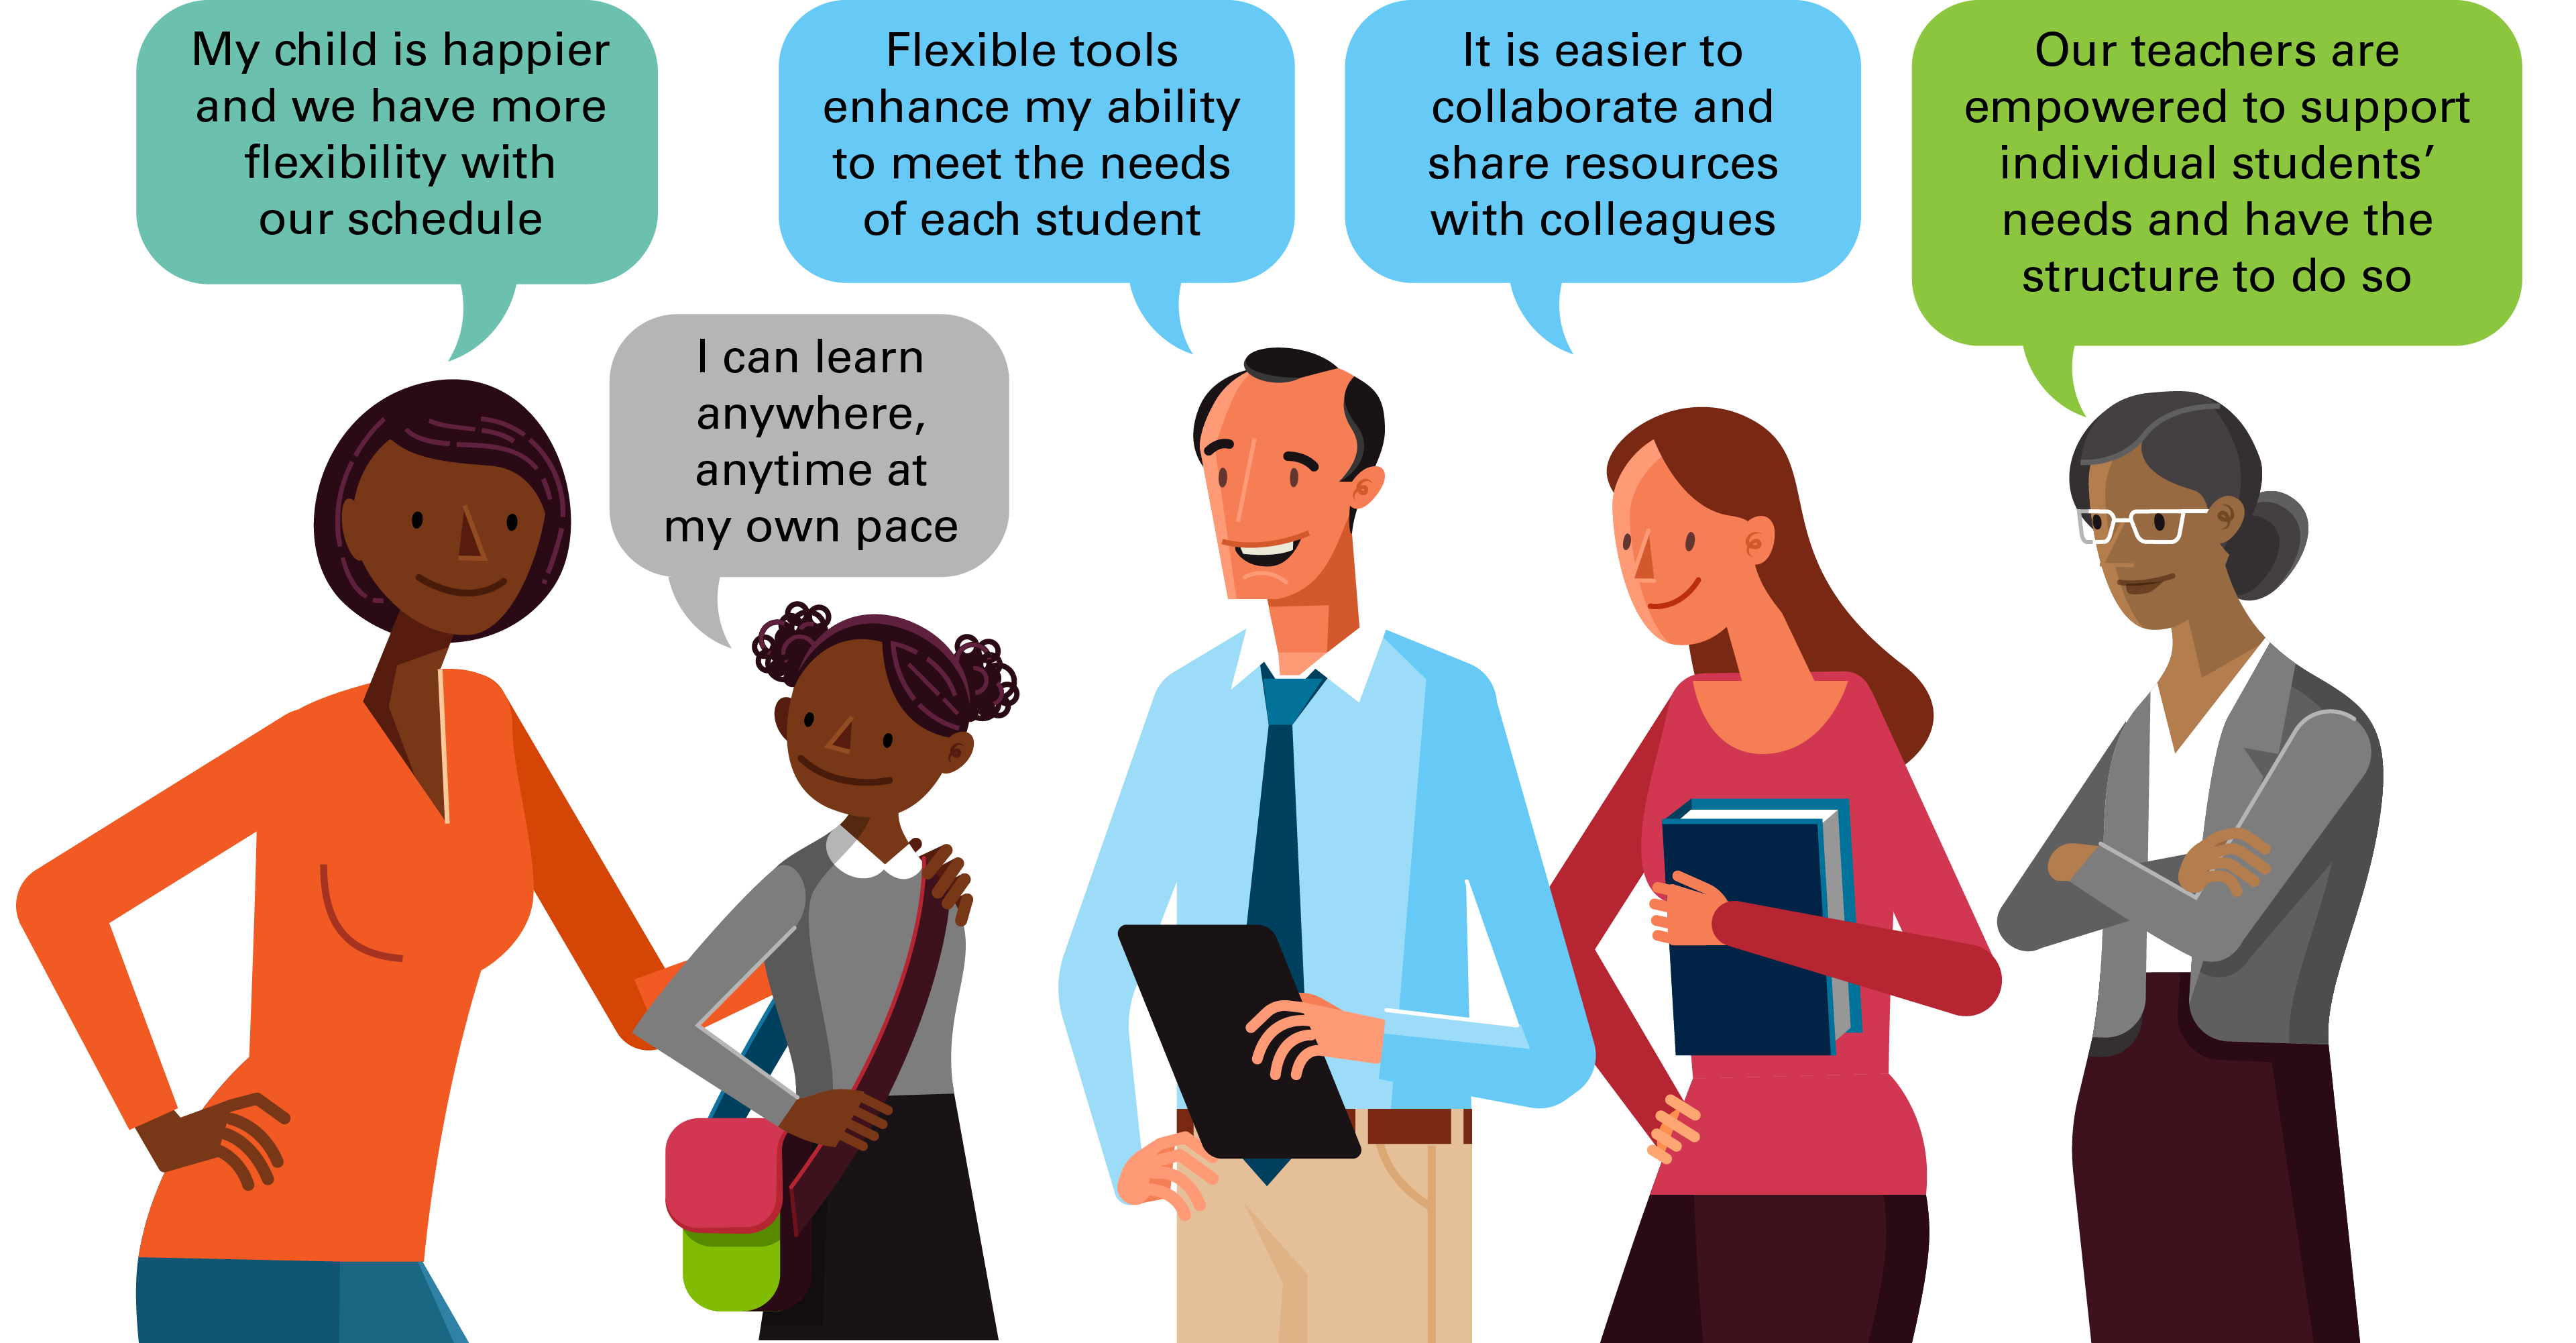 My child is happier
and we have more
flexibility with
our schedule
I can learn
anywhere,
anytime at
my own pace
Flexible tools
enhance my ability
to meet the needs
of each student
It is easier to
collaborate and
share resources
with colleagues
Our teachers are
empowered to support
individual students’
needs and have the
structure to do so